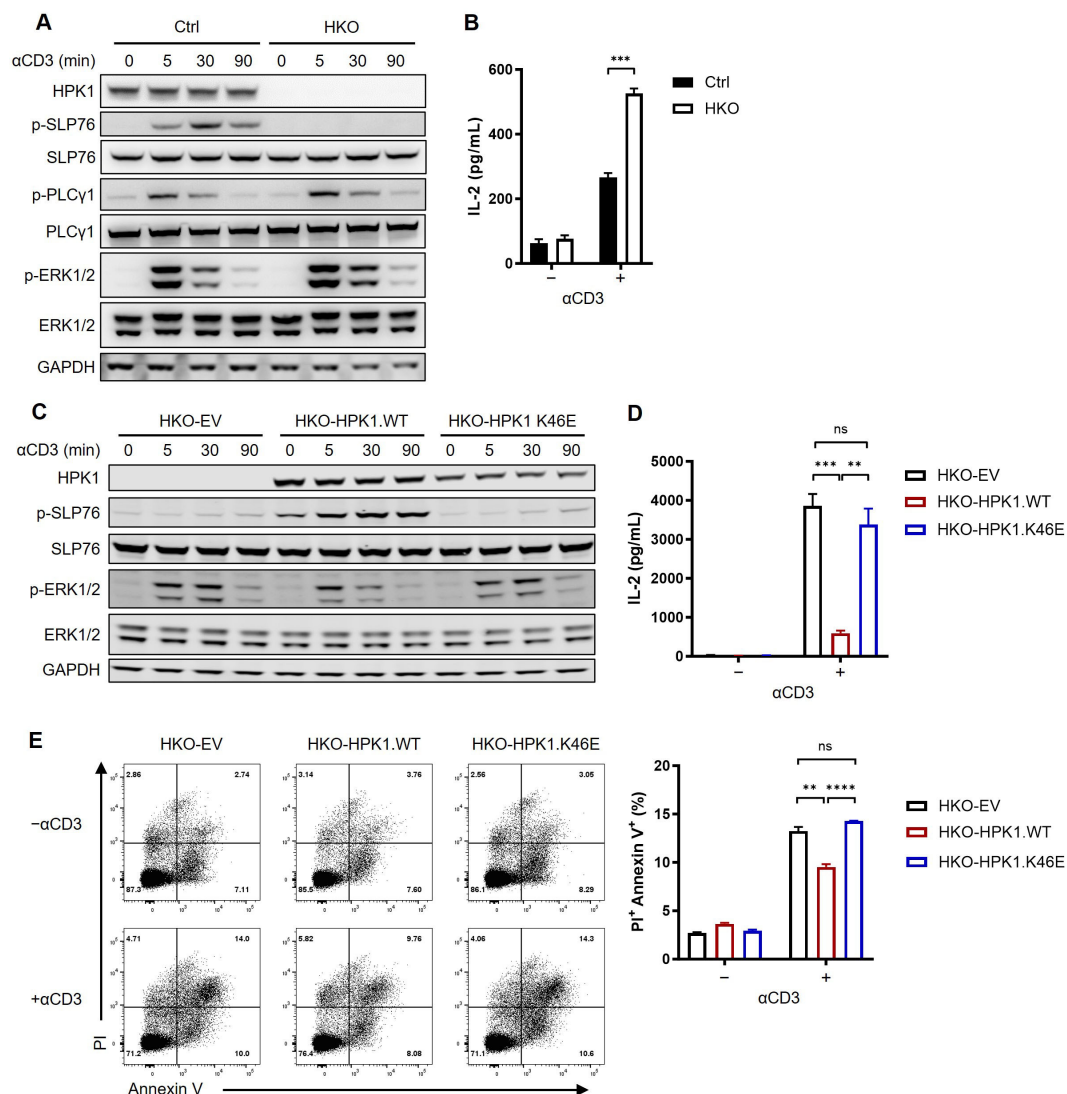 A
Ctrl HKO
αCD3 (min) 0 5 30 90 0 5 30 90
HPK1
p-SLP76
SLP76
p-PLCγ1
PLCγ1
p-ERK1/2
ERK1/2
GAPDH
B
600
400
200
0
IL-2 (pg/mL)
***
− +
αCD3
Ctrl
HKO
C
HKO-EV HKO-HPK1.WT HKO-HPK1 K46E
αCD3 (min) 0 5 30 90 0 5 30 90 0 5 30 90
HPK1
p-SLP76
SLP76
p-ERK1/2
ERK1/2
GAPDH
D
5000
4000
3000
2000
1000
0
IL-2 (pg/mL)
ns
*** **
− +
αCD3
HKO-EV
HKO-HPK1.WT
HKO-HPK1.K46E
E
HKO-EV HKO-HPK1.WT HKO-HPK1.K46E
−αCD3
2.86 2.74
87.3 7.11
3.14 3.76
85.5 7.60
2.56 3.05
86.1 8.29
+αCD3
4.71 14.0
71.2 10.0
5.82 9.76
76.4 8.08
4.06 14.3
71.1 10.6
PI
Annexin V
20
15
10
5
0
PI⁺ Annexin V⁺ (%)
ns
** ****
− +
αCD3
HKO-EV
HKO-HPK1.WT
HKO-HPK1.K46E